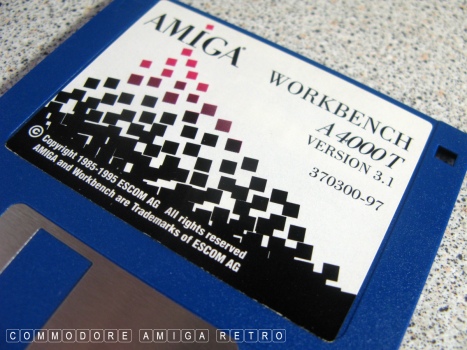 AMIGA
WORKBENCH
A 4000T
VERSION 3.1
370300-97
© Copyright 1985-1995 ESCOM AG All rights reserved
AMIGA and Workbench are Trademarks of ESCOM AG
COMMODORE AMIGA RETRO